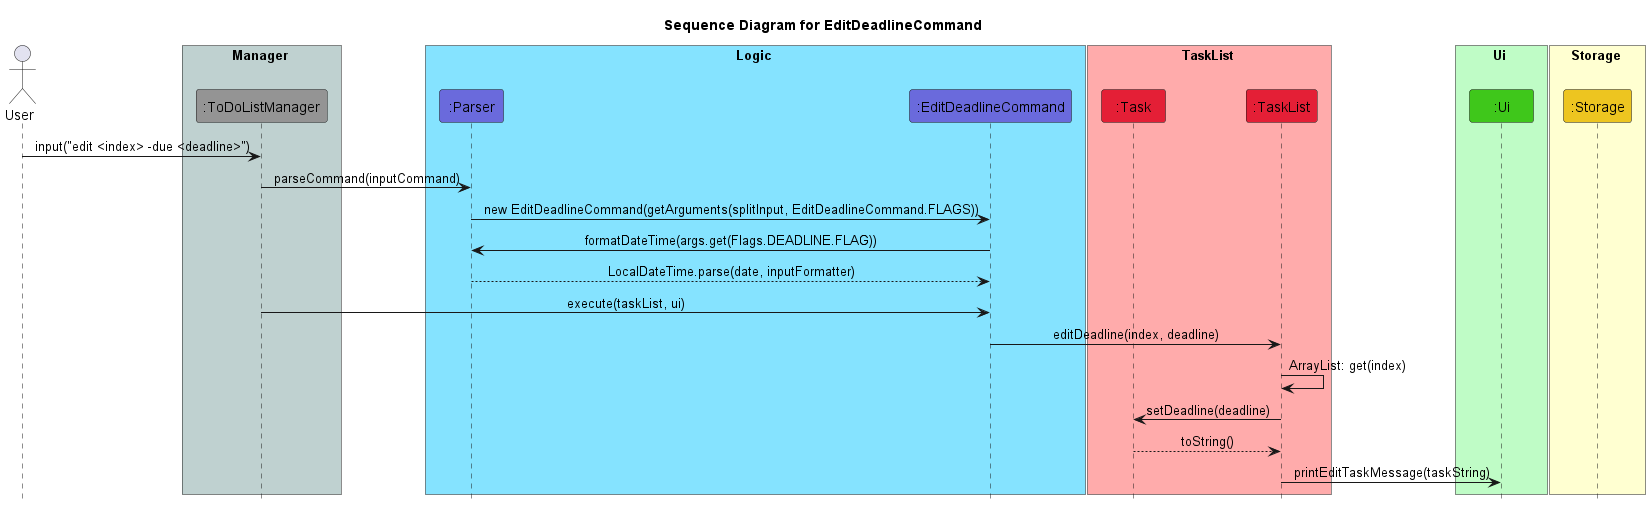 Sequence Diagram for EditDeadlineCommand
Manager
Logic
TaskList
Ui
Storage
User
:ToDoListManager
:Parser
:EditDeadlineCommand
:Task
:TaskList
:Ui
:Storage
input("edit <index> -due <deadline>")
parseCommand(inputCommand)
new EditDeadlineCommand(getArguments(splitInput, EditDeadlineCommand.FLAGS))
formatDateTime(args.get(Flags.DEADLINE.FLAG))
LocalDateTime.parse(date, inputFormatter)
execute(taskList, ui)
editDeadline(index, deadline)
ArrayList: get(index)
setDeadline(deadline)
toString()
printEditTaskMessage(taskString)